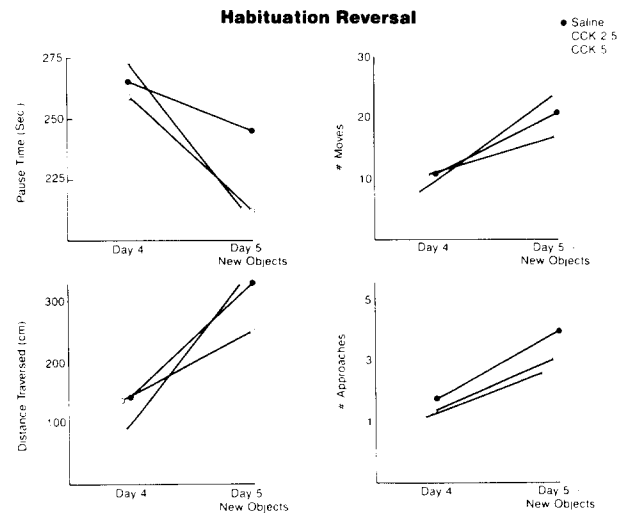 Habituation Reversal
Saline
CCK 2.5
CCK 5
Pause Time (Sec.)
275
250
225
Day 4
Day 5
New Objects
# Moves
30
20
10
Day 4
Day 5
New Objects
Distance Traversed (cm)
300
200
100
Day 4
Day 5
New Objects
# Approaches
5
3
1
Day 4
Day 5
New Objects